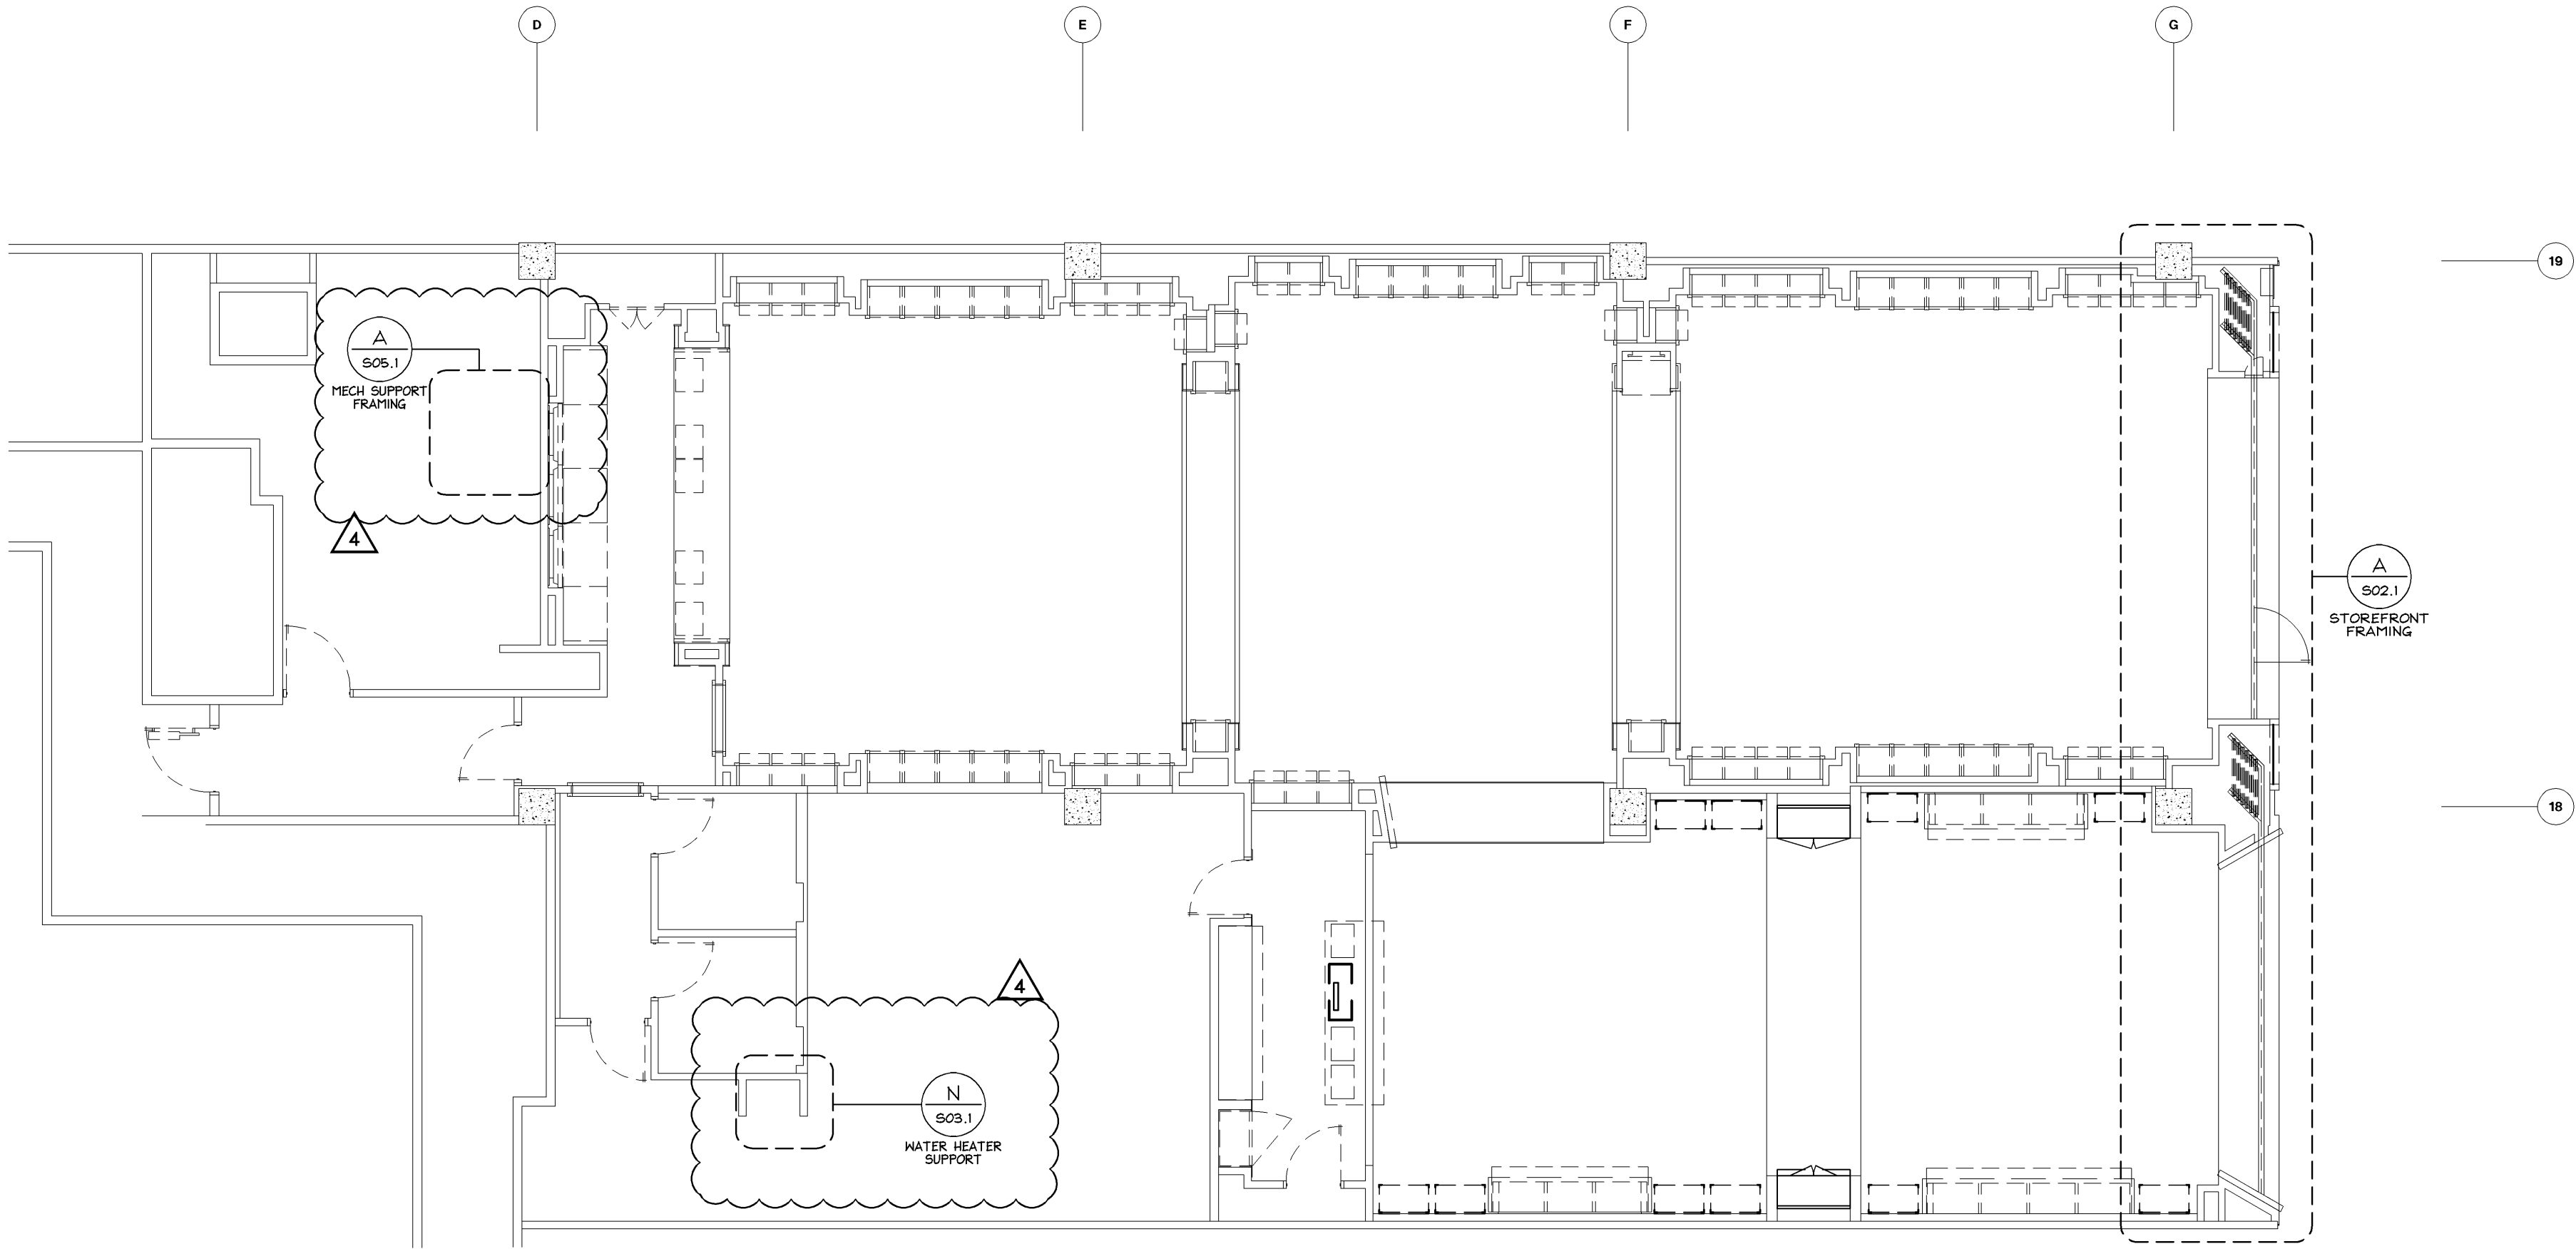 D
E
F
G
19
A
S05.1
MECH SUPPORT
FRAMING
4
A
S02.1
STOREFRONT
FRAMING
18
4
N
S03.1
WATER HEATER
SUPPORT